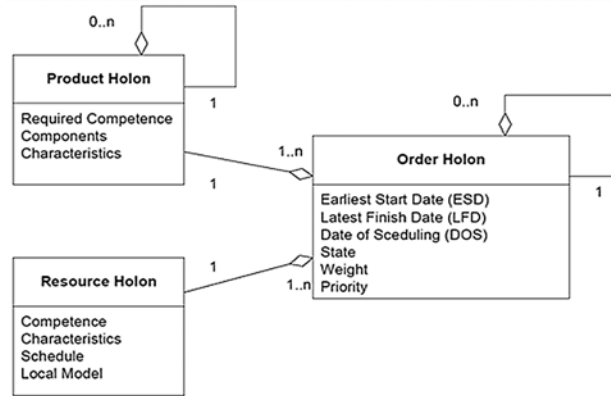 0..n
Product Holon
1
Required Competence
Components
Characteristics
1
0..n
1..n
Order Holon
1
Earliest Start Date (ESD)
Latest Finish Date (LFD)
Date of Sceduling (DOS)
State
Weight
Priority
1
1..n
Resource Holon
Competence
Characteristics
Schedule
Local Model